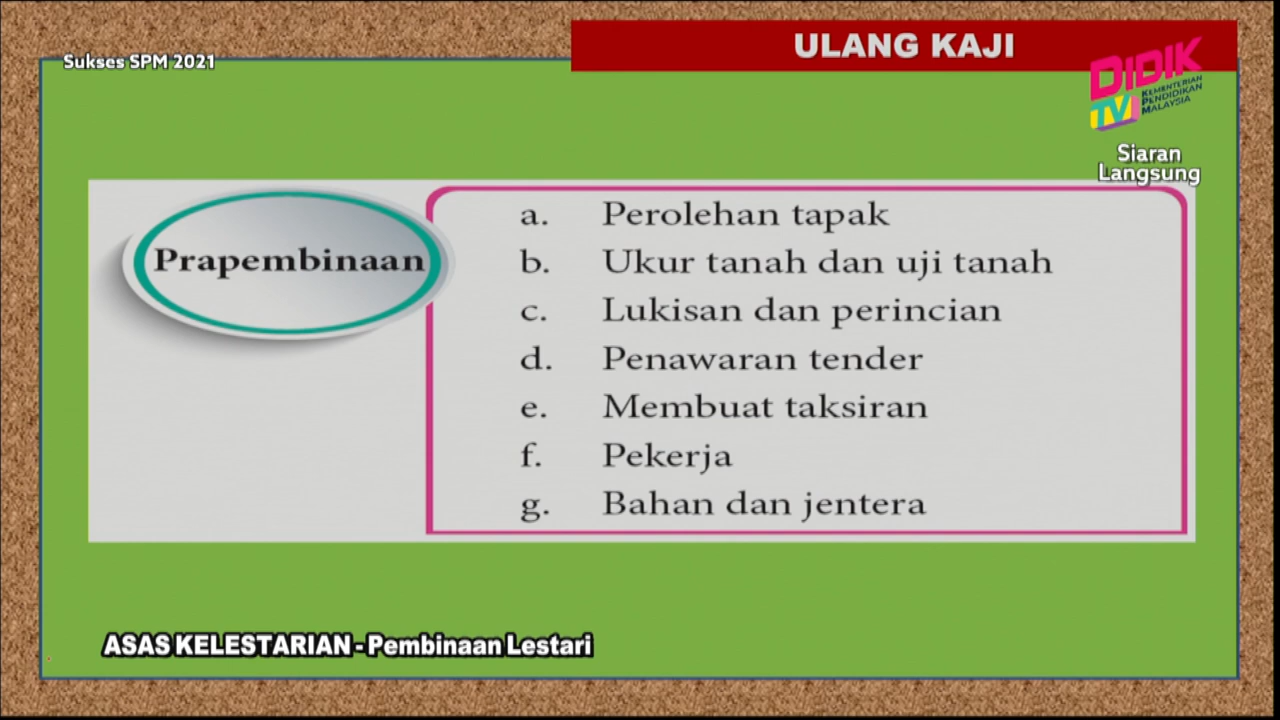 ULANG KAJI
Sukses SPM 2021
DIDIK
TV
KEMENTERIAN
PENDIDIKAN
MALAYSIA
Siaran
Langsung
Prapembinaan
a. Perolehan tapak
b. Ukur tanah dan uji tanah
c. Lukisan dan perincian
d. Penawaran tender
e. Membuat taksiran
f. Pekerja
g. Bahan dan jentera
ASAS KELESTARIAN - Pembinaan Lestari